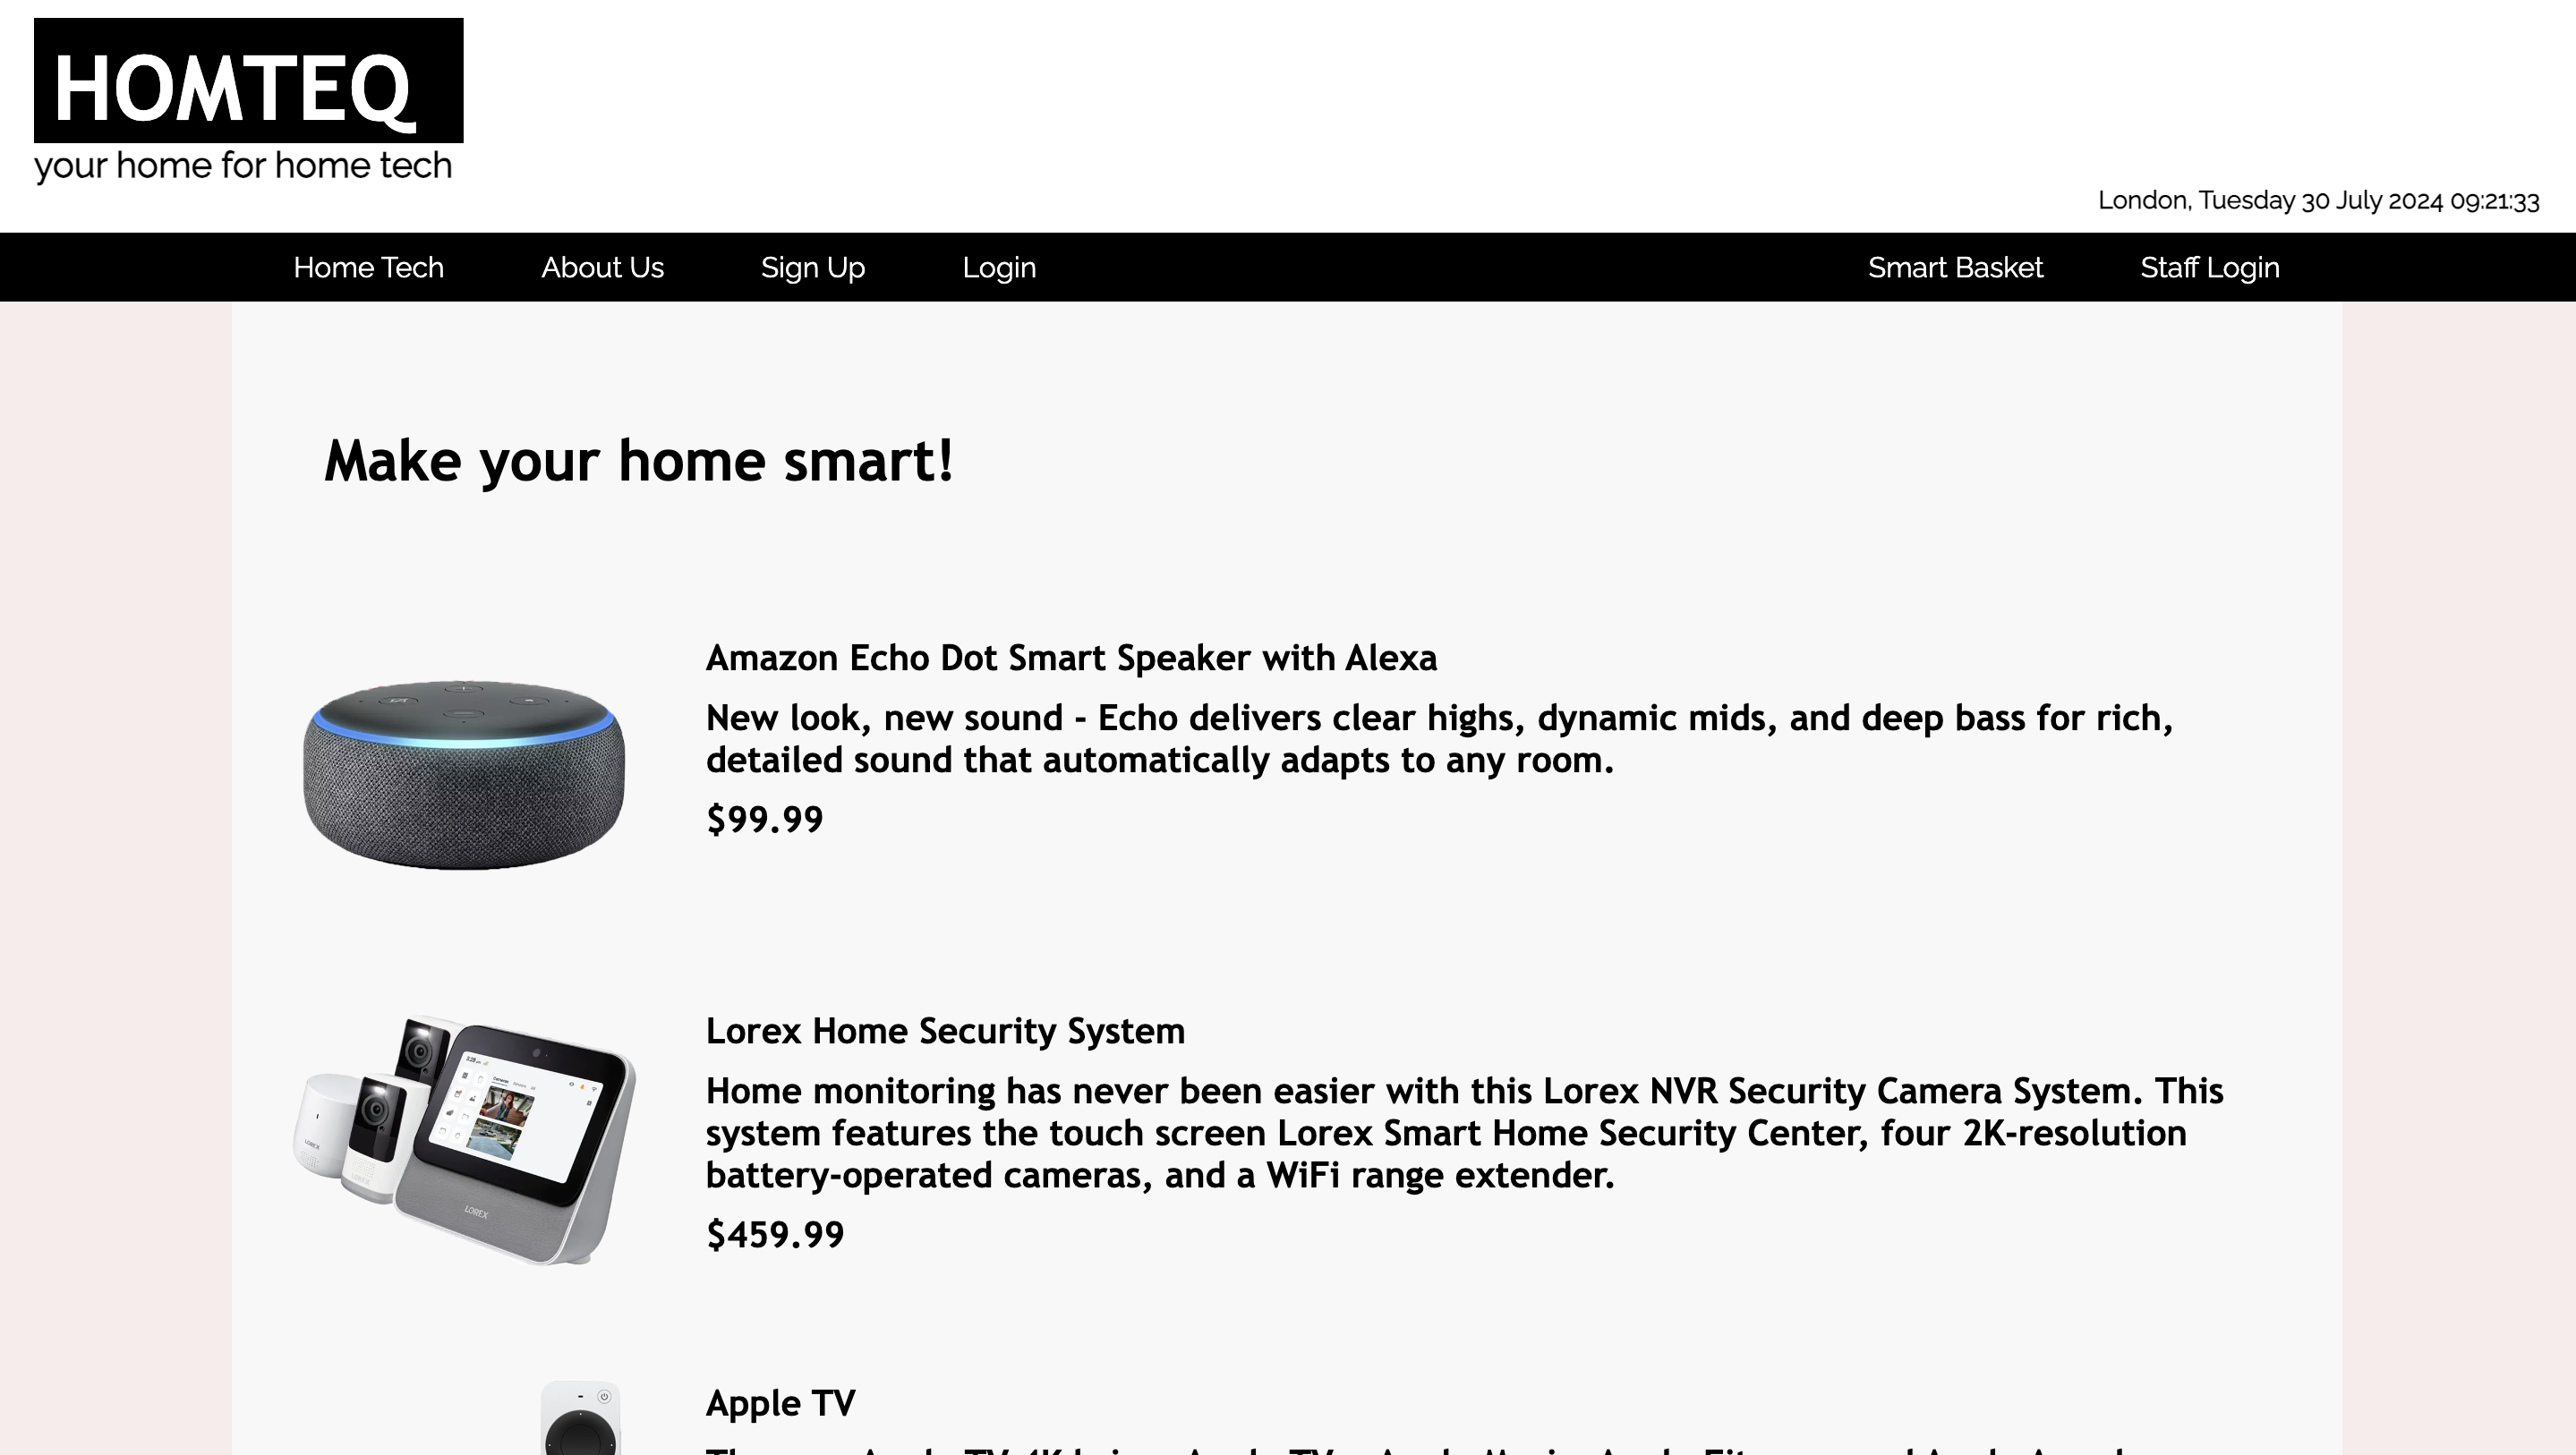 HOMTEQ
your home for home tech
London, Tuesday 30 July 2024 09:21:33
Home Tech About Us Sign Up Login Smart Basket Staff Login
Make your home smart!
Amazon Echo Dot Smart Speaker with Alexa
New look, new sound - Echo delivers clear highs, dynamic mids, and deep bass for rich,
detailed sound that automatically adapts to any room.
$99.99
Lorex Home Security System
Home monitoring has never been easier with this Lorex NVR Security Camera System. This
system features the touch screen Lorex Smart Home Security Center, four 2K-resolution
battery-operated cameras, and a WiFi range extender.
$459.99
LOREX
Apple TV